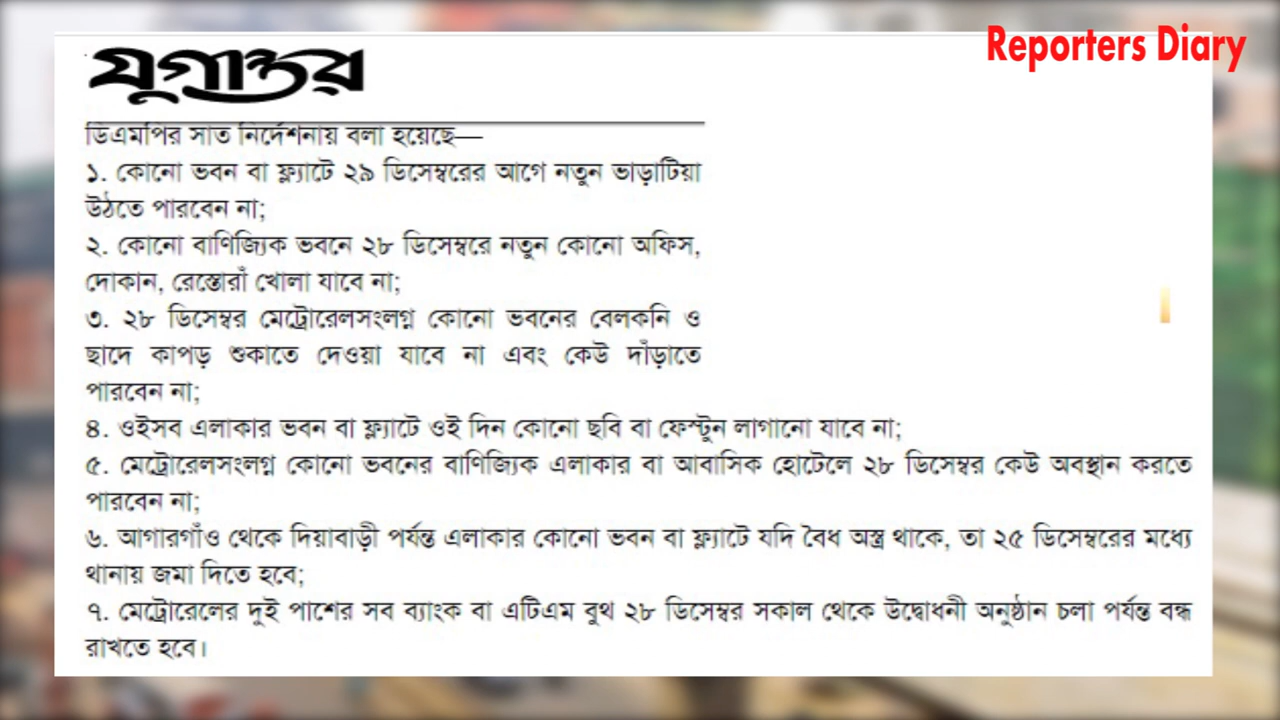 Reporters Diary
যুগান্তর
ডিএমপির সাত নির্দেশনায় বলা হয়েছে—
১. কোনো ভবন বা ফ্ল্যাটে ২৯ ডিসেম্বরের আগে নতুন ভাড়াটিয়া
উঠতে পারবেন না;
২. কোনো বাণিজ্যিক ভবনে ২৮ ডিসেম্বরে নতুন কোনো অফিস,
দোকান, রেস্তোরাঁ খোলা যাবে না;
৩. ২৮ ডিসেম্বর মেট্রোরেলসংলগ্ন কোনো ভবনের বেলকনি ও
ছাদে কাপড় শুকাতে দেওয়া যাবে না এবং কেউ দাঁড়াতে
পারবেন না;
৪. ওইসব এলাকার ভবন বা ফ্ল্যাটে ওই দিন কোনো ছবি বা ফেস্টুন লাগানো যাবে না;
৫. মেট্রোরেলসংলগ্ন কোনো ভবনের বাণিজ্যিক এলাকার বা আবাসিক হোটেলে ২৮ ডিসেম্বর কেউ অবস্থান করতে
পারবেন না;
৬. আগারগাঁও থেকে দিয়াবাড়ী পর্যন্ত এলাকার কোনো ভবন বা ফ্ল্যাটে যদি বৈধ অস্ত্র থাকে, তা ২৫ ডিসেম্বরের মধ্যে
থানায় জমা দিতে হবে;
৭. মেট্রোরেলের দুই পাশের সব ব্যাংক বা এটিএম বুথ ২৮ ডিসেম্বর সকাল থেকে উদ্বোধনী অনুষ্ঠান চলা পর্যন্ত বন্ধ
রাখতে হবে।